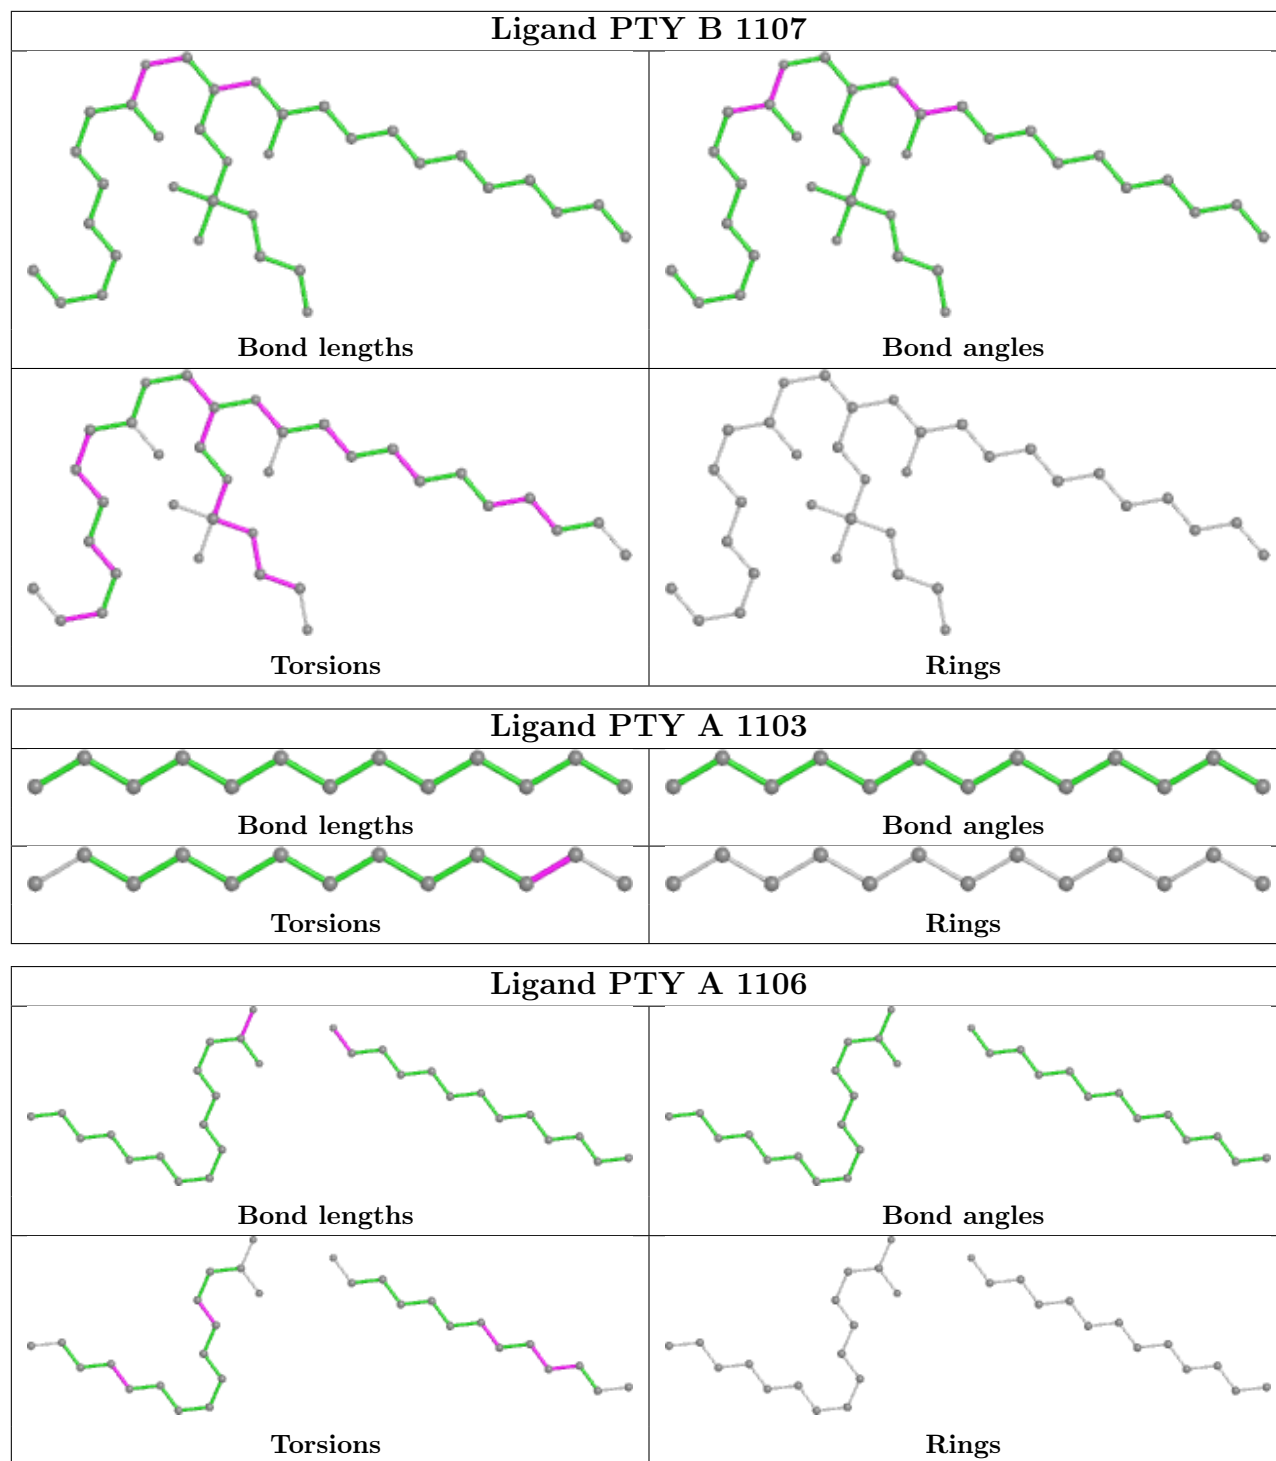 Ligand PTY B 1107
Bond lengths
Bond angles
Torsions
Rings
Ligand PTY A 1103
Bond lengths
Bond angles
Torsions
Rings
Ligand PTY A 1106
Bond lengths
Bond angles
Torsions
Rings